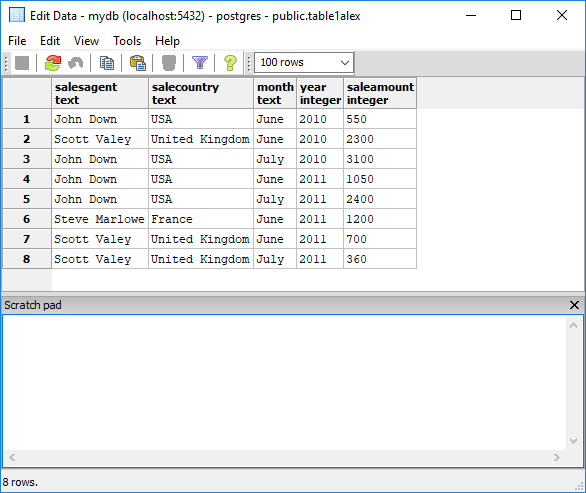 Edit Data - mydb (localhost:5432) - postgres - public.table1alex
File Edit View Tools Help
100 rows
salesagent text salecountry text month text year integer saleamount integer
1 John Down USA June 2010 550
2 Scott Valey United Kingdom June 2010 2300
3 John Down USA July 2010 3100
4 John Down USA June 2011 1050
5 John Down USA July 2011 2400
6 Steve Marlowe France June 2011 1200
7 Scott Valey United Kingdom June 2011 700
8 Scott Valey United Kingdom July 2011 360
Scratch pad
8 rows.